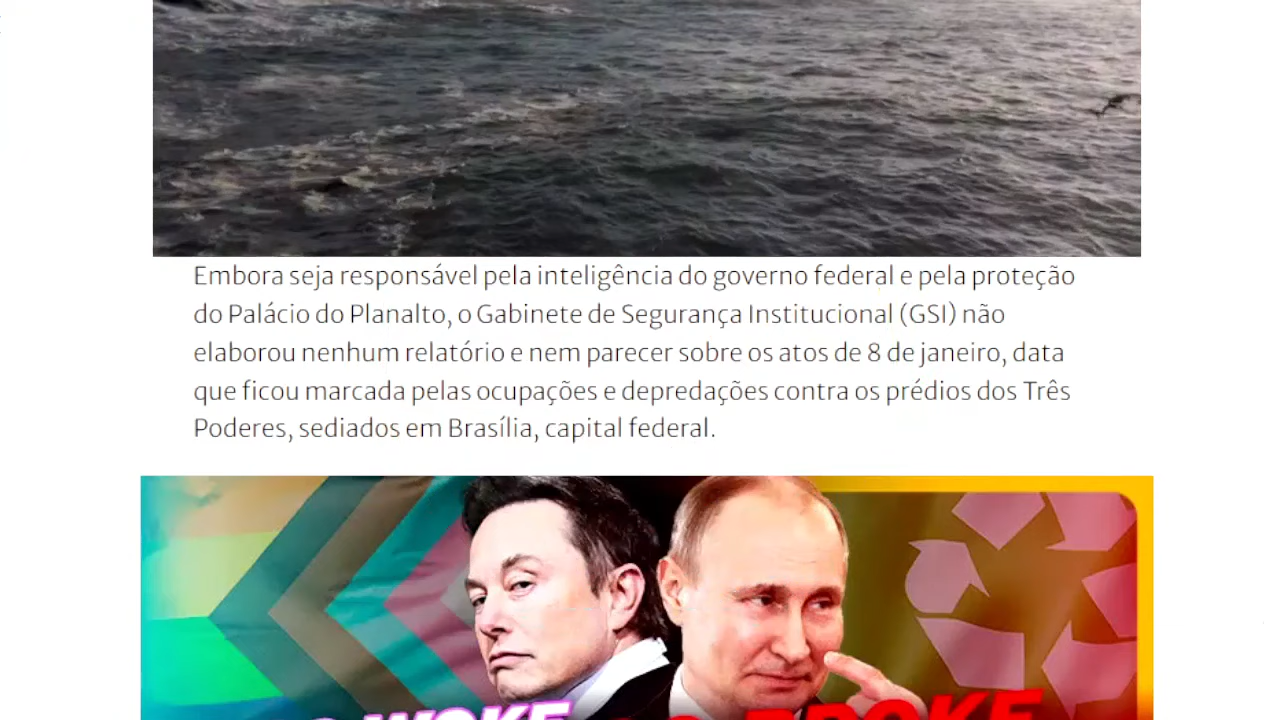 Embora seja responsável pela inteligência do governo federal e pela proteção
do Palácio do Planalto, o Gabinete de Segurança Institucional (GSI) não
elaborou nenhum relatório e nem parecer sobre os atos de 8 de janeiro, data
que ficou marcada pelas ocupações e depredações contra os prédios dos Três
Poderes, sediados em Brasília, capital federal.
WOKE BROKE